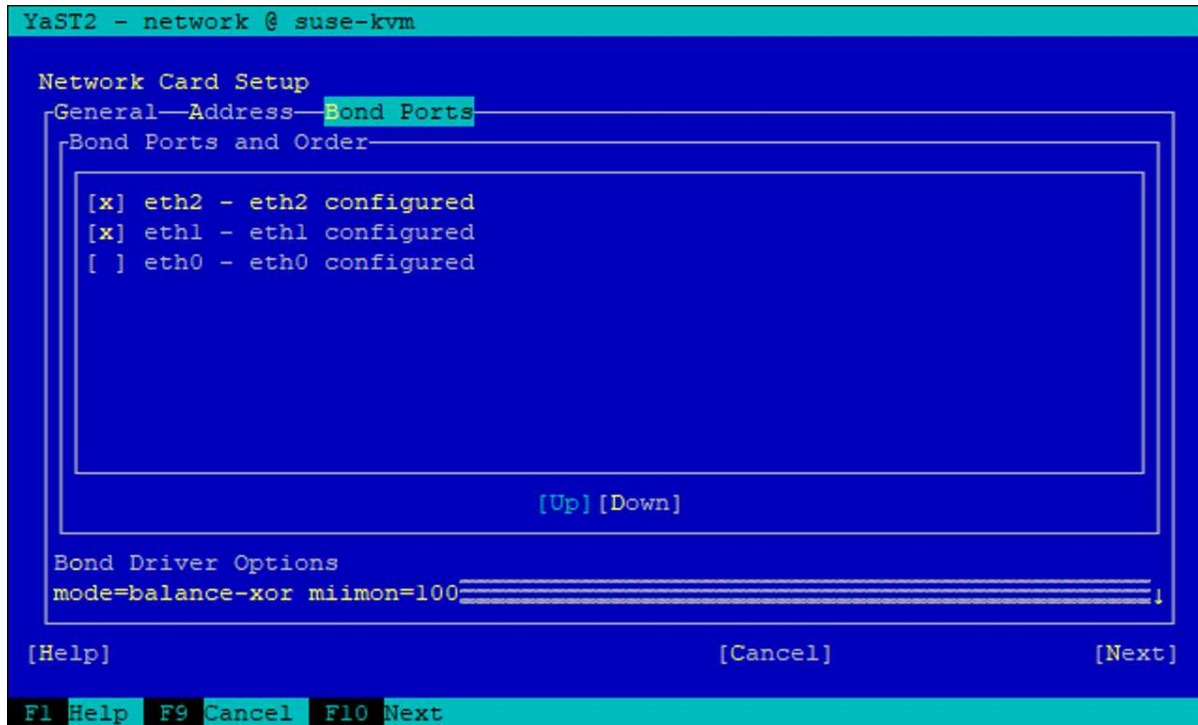 YaST2 - network @ suse-kvm
Network Card Setup
General Address Bond Ports
Bond Ports and Order
[x] eth2 - eth2 configured
[x] eth1 - eth1 configured
[ ] eth0 - eth0 configured
[Up][Down]
Bond Driver Options
mode=balance-xor miimon=100
[Help] [Cancel] [Next]
F1 Help F9 Cancel F10 Next